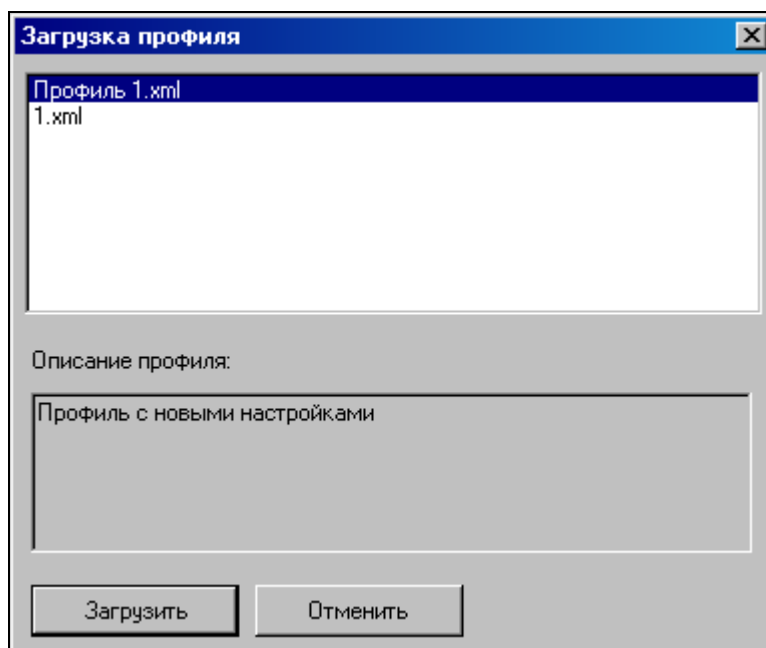 Загрузка профиля
Профиль 1.xml
1.xml
Описание профиля:
Профиль с новыми настройками
Загрузить
Отменить